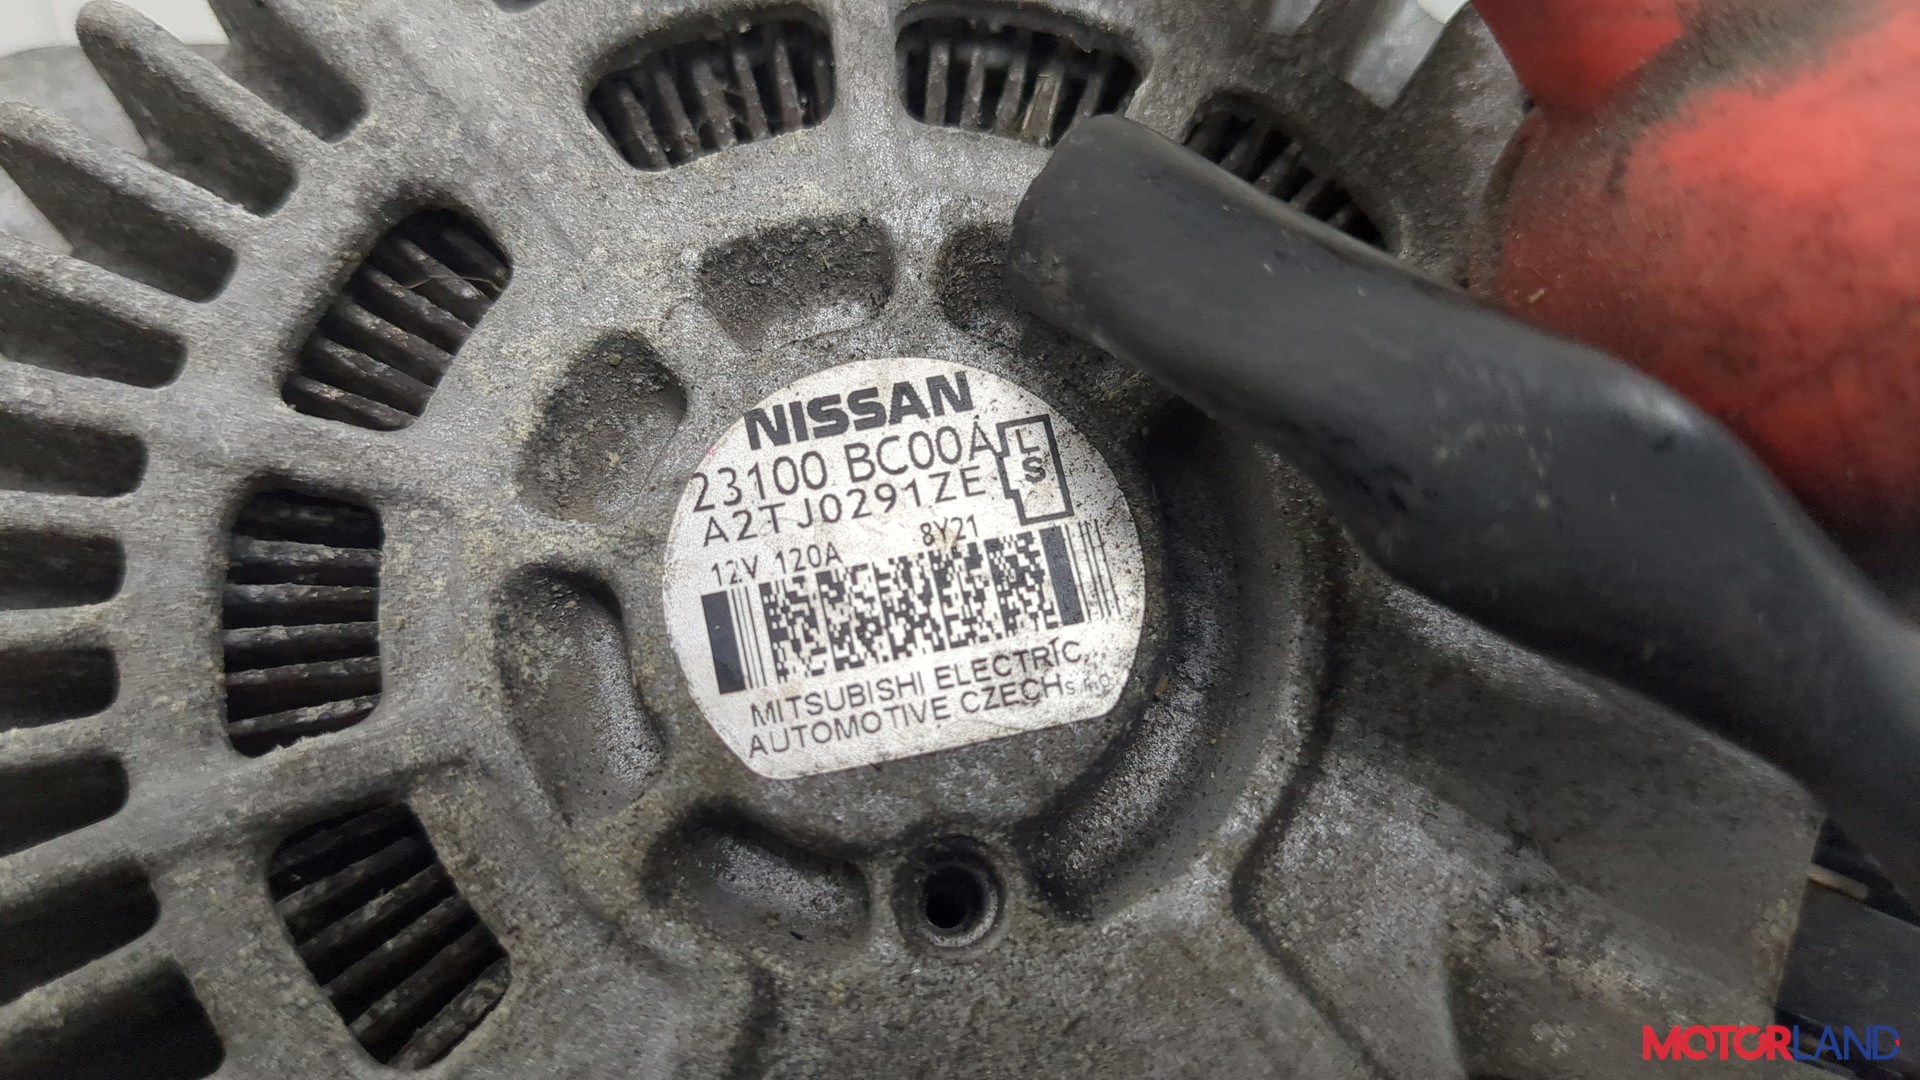 NISSAN
23100 BC00A
L
S
A2TJ0291ZE
12V 120A 8Y21
MITSUBISHI ELECTRIC
AUTOMOTIVE CZECH s.r.o.
MOTORLAND